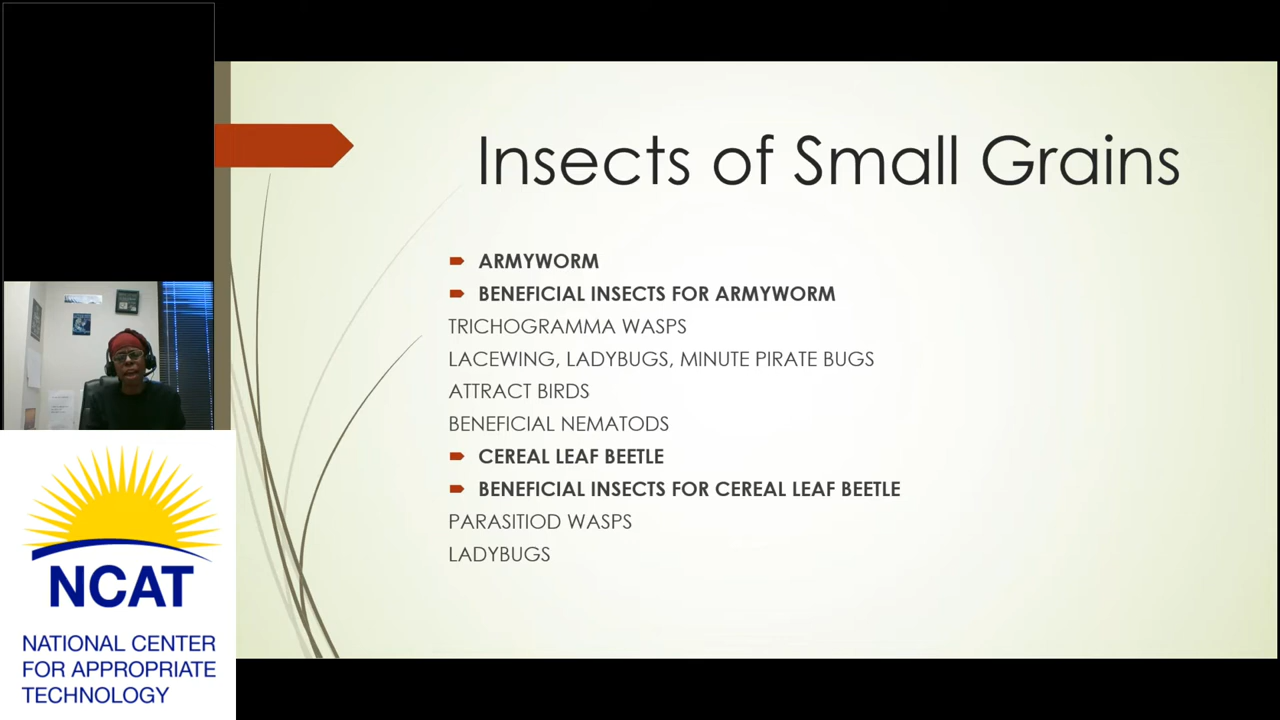 Insects of Small Grains
ARMYWORM
BENEFICIAL INSECTS FOR ARMYWORM
TRICHOGRAMMA WASPS
LACEWING, LADYBUGS, MINUTE PIRATE BUGS
ATTRACT BIRDS
BENEFICIAL NEMATODS
CEREAL LEAF BEETLE
BENEFICIAL INSECTS FOR CEREAL LEAF BEETLE
PARASITIOD WASPS
LADYBUGS
NCAT
NATIONAL CENTER
FOR APPROPRIATE
TECHNOLOGY